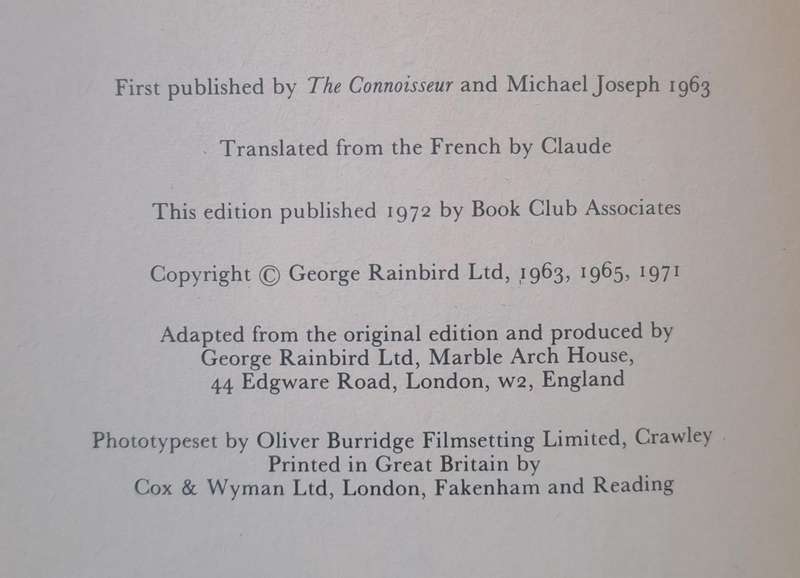 First published by The Connoisseur and Michael Joseph 1963
Translated from the French by Claude
This edition published 1972 by Book Club Associates
Copyright © George Rainbird Ltd, 1963, 1965, 1971
Adapted from the original edition and produced by
George Rainbird Ltd, Marble Arch House,
44 Edgware Road, London, W2, England
Phototypeset by Oliver Burridge Filmsetting Limited, Crawley
Printed in Great Britain by
Cox & Wyman Ltd, London, Fakenham and Reading